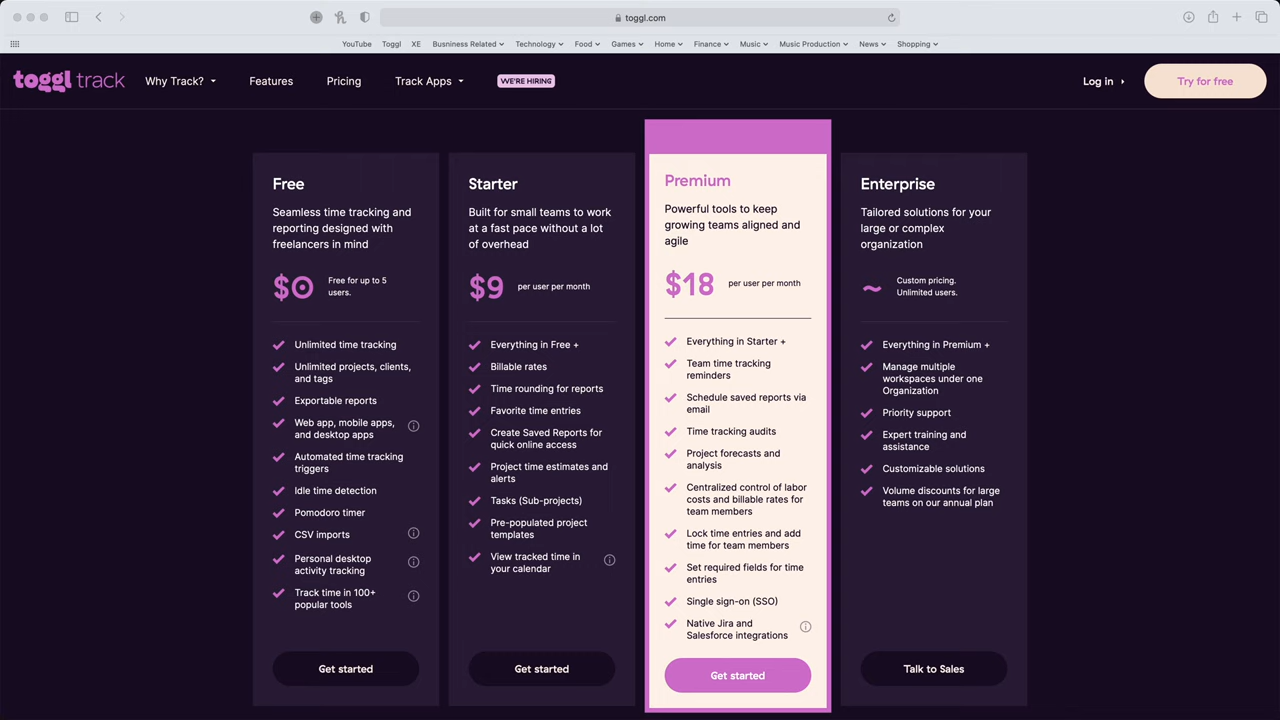 toggl.com
YouTube Toggl XE Busniness Related Technology Food Games Home Finance Music Music Production News Shopping
toggl track Why Track? Features Pricing Track Apps WE'RE HIRING Log in Try for free
Free
Seamless time tracking and
reporting designed with
freelancers in mind
$0 Free for up to 5
users.
Unlimited time tracking
Unlimited projects, clients,
and tags
Exportable reports
Web app, mobile apps,
and desktop apps
Automated time tracking
triggers
Idle time detection
Pomodoro timer
CSV imports
Personal desktop
activity tracking
Track time in 100+
popular tools
Get started
Starter
Built for small teams to work
at a fast pace without a lot
of overhead
$9 per user per month
Everything in Free +
Billable rates
Time rounding for reports
Favorite time entries
Create Saved Reports for
quick online access
Project time estimates and
alerts
Tasks (Sub-projects)
Pre-populated project
templates
View tracked time in
your calendar
Get started
Premium
Powerful tools to keep
growing teams aligned and
agile
$18 per user per month
Everything in Starter +
Team time tracking
reminders
Schedule saved reports via
email
Time tracking audits
Project forecasts and
analysis
Centralized control of labor
costs and billable rates for
team members
Lock time entries and add
time for team members
Set required fields for time
entries
Single sign-on (SSO)
Native Jira and
Salesforce integrations
Get started
Enterprise
Tailored solutions for your
large or complex
organization
~ Custom pricing.
Unlimited users.
Everything in Premium +
Manage multiple
workspaces under one
Organization
Priority support
Expert training and
assistance
Customizable solutions
Volume discounts for large
teams on our annual plan
Talk to Sales